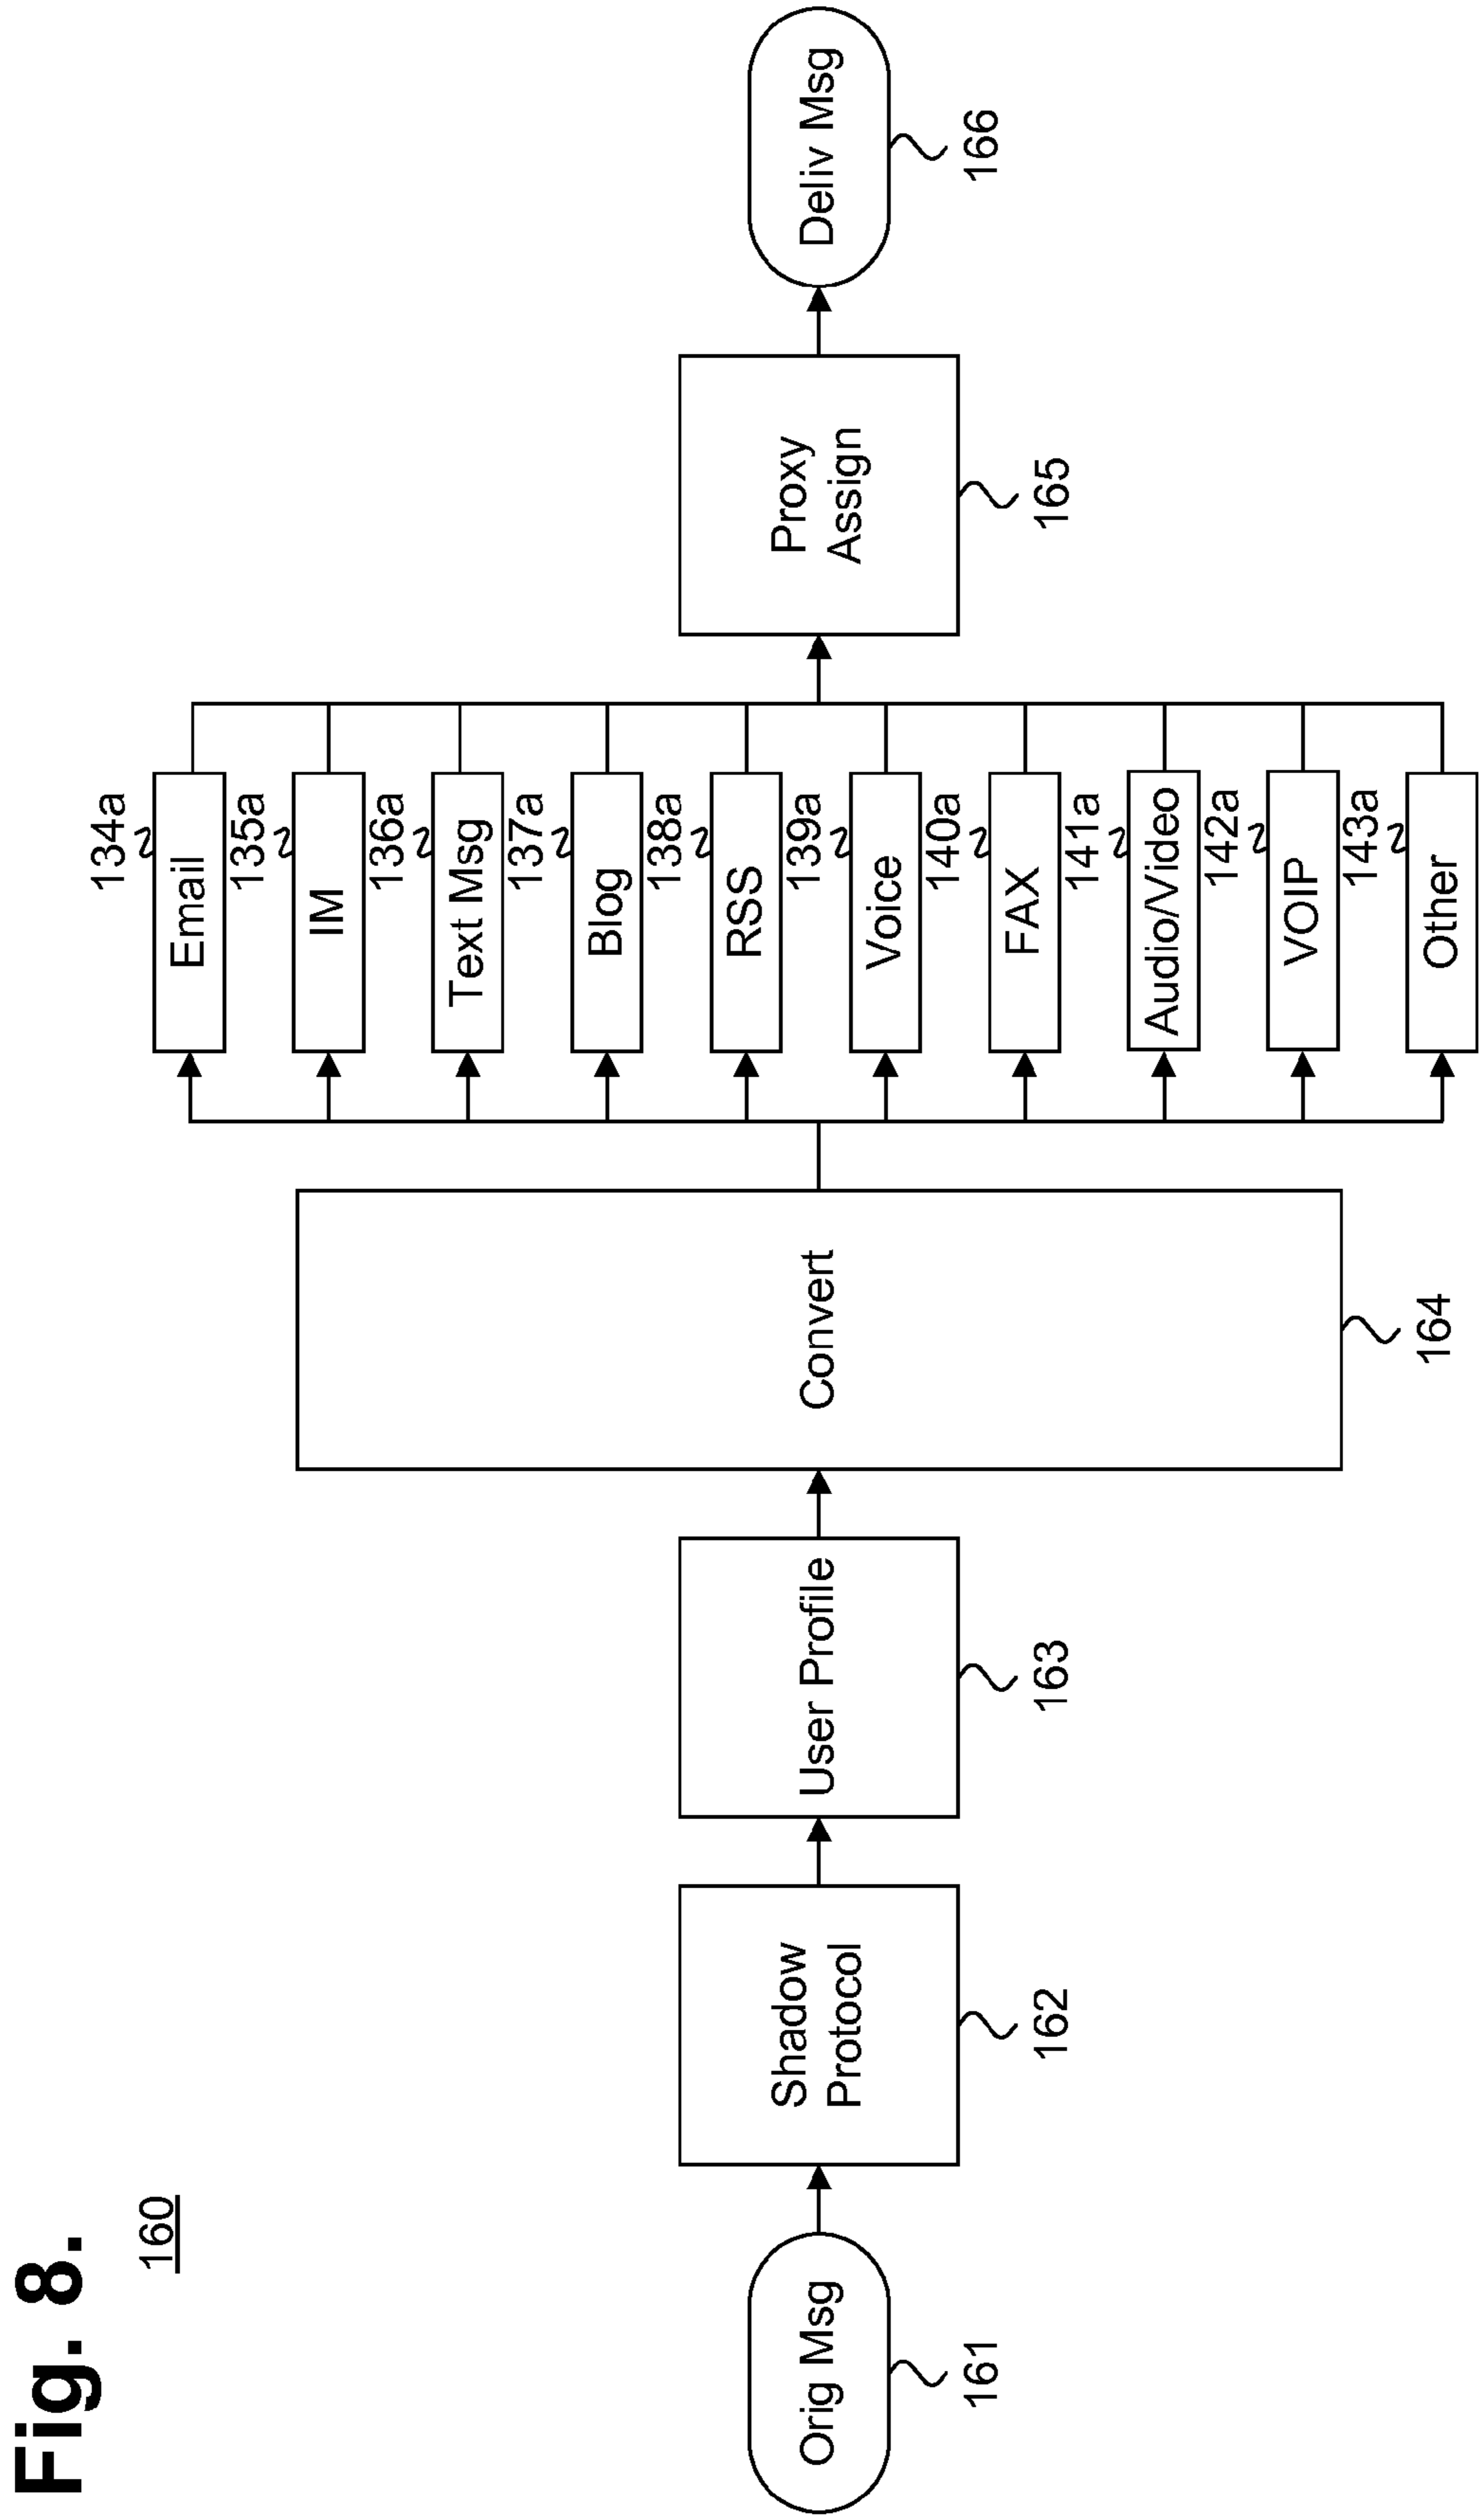 Fig. 8.
160
Orig Msg
161
Shadow
Protocol
162
User Profile
163
Convert
164
134a
Email
135a
IM
136a
Text Msg
137a
Blog
138a
RSS
139a
Voice
140a
FAX
141a
Audio/Video
142a
VOIP
143a
Other
Proxy
Assign
165
Deliv Msg
166